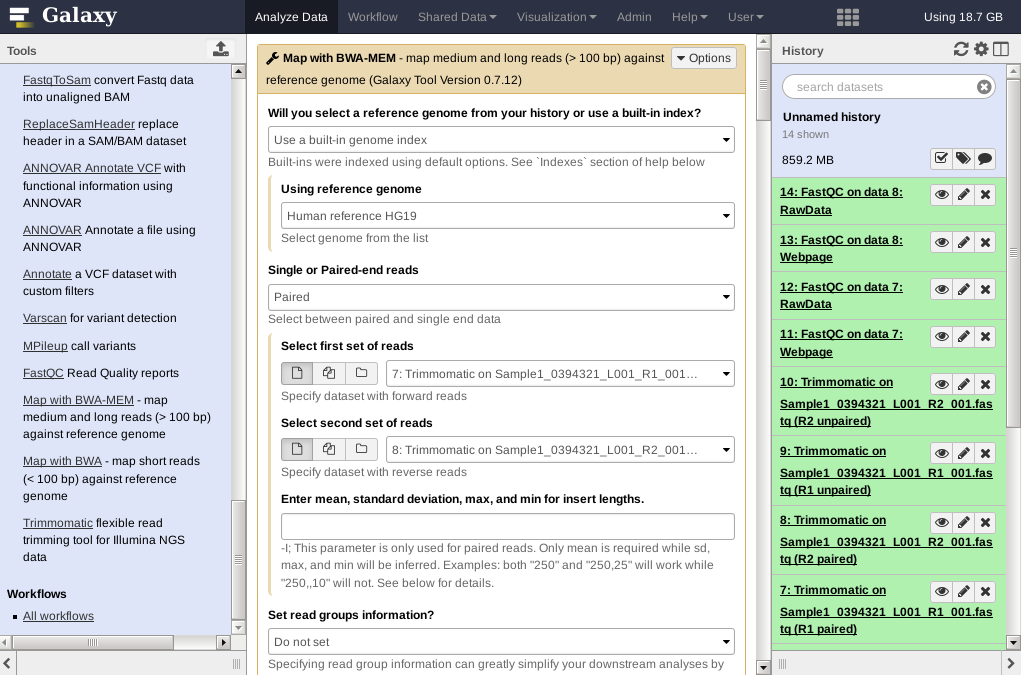 Galaxy
Analyze Data
Workflow
Shared Data
Visualization
Admin
Help
User
Using 18.7 GB
Tools
FastqToSam convert Fastq data
into unaligned BAM
ReplaceSamHeader replace
header in a SAM/BAM dataset
ANNOVAR Annotate VCF with
functional information using
ANNOVAR
ANNOVAR Annotate a file using
ANNOVAR
Annotate a VCF dataset with
custom filters
Varscan for variant detection
MPileup call variants
FastQC Read Quality reports
Map with BWA-MEM - map
medium and long reads (> 100 bp)
against reference genome
Map with BWA - map short reads
(< 100 bp) against reference
genome
Trimmomatic flexible read
trimming tool for Illumina NGS
data
Workflows
All workflows
Map with BWA-MEM - map medium and long reads (> 100 bp) against
reference genome (Galaxy Tool Version 0.7.12)
Options
Will you select a reference genome from your history or use a built-in index?
Use a built-in genome index
Built-ins were indexed using default options. See `Indexes` section of help below
Using reference genome
Human reference HG19
Select genome from the list
Single or Paired-end reads
Paired
Select between paired and single end data
Select first set of reads
7: Trimmomatic on Sample1_0394321_L001_R1_001...
Specify dataset with forward reads
Select second set of reads
8: Trimmomatic on Sample1_0394321_L001_R2_001...
Specify dataset with reverse reads
Enter mean, standard deviation, max, and min for insert lengths.
-I; This parameter is only used for paired reads. Only mean is required while sd,
max, and min will be inferred. Examples: both "250" and "250,25" will work while
"250,,10" will not. See below for details.
Set read groups information?
Do not set
Specifying read group information can greatly simplify your downstream analyses by
History
search datasets
Unnamed history
14 shown
859.2 MB
14: FastQC on data 8:
RawData
13: FastQC on data 8:
Webpage
12: FastQC on data 7:
RawData
11: FastQC on data 7:
Webpage
10: Trimmomatic on
Sample1_0394321_L001_R2_001.fas
tq (R2 unpaired)
9: Trimmomatic on
Sample1_0394321_L001_R1_001.fas
tq (R1 unpaired)
8: Trimmomatic on
Sample1_0394321_L001_R2_001.fas
tq (R2 paired)
7: Trimmomatic on
Sample1_0394321_L001_R1_001.fas
tq (R1 paired)